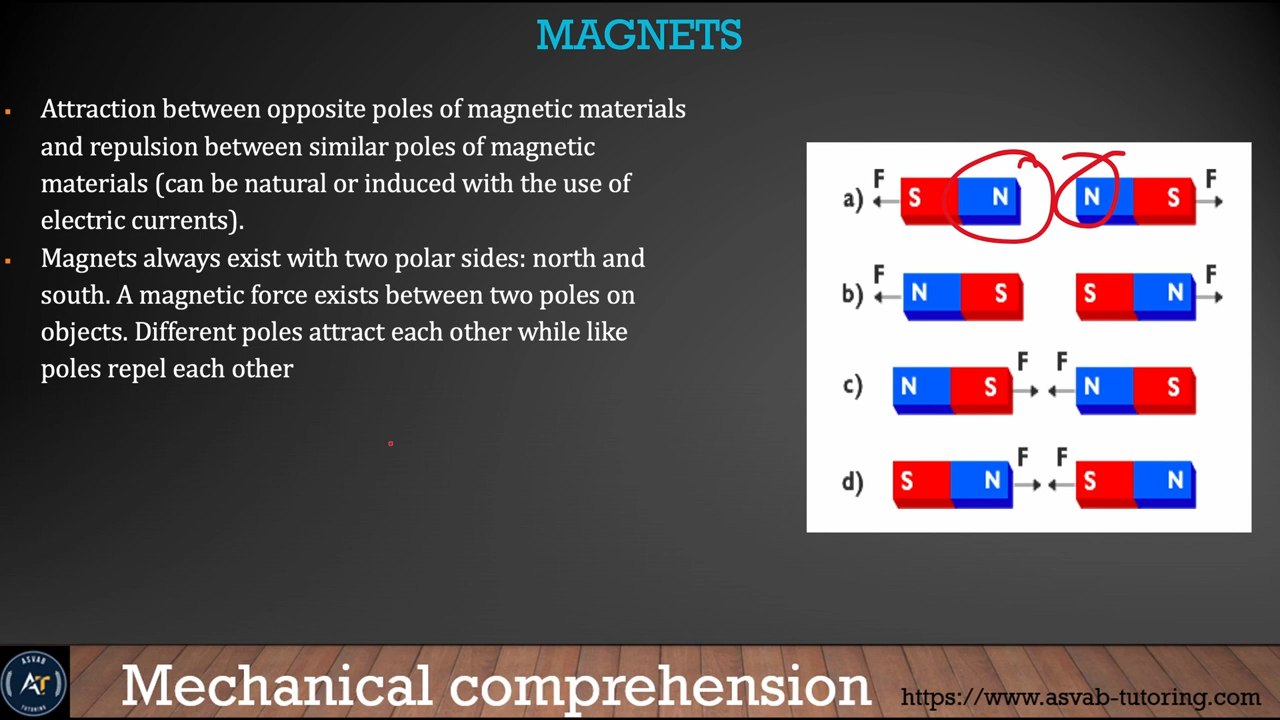 MAGNETS
▪ Attraction between opposite poles of magnetic materials
and repulsion between similar poles of magnetic
materials (can be natural or induced with the use of
electric currents).
▪ Magnets always exist with two polar sides: north and
south. A magnetic force exists between two poles on
objects. Different poles attract each other while like
poles repel each other
F F
a) S N N S
F F
b) N S S N
F F
c) N S N S
F F
d) S N S N
ASVAB
AT
TUTORING
Mechanical comprehension https://www.asvab-tutoring.com